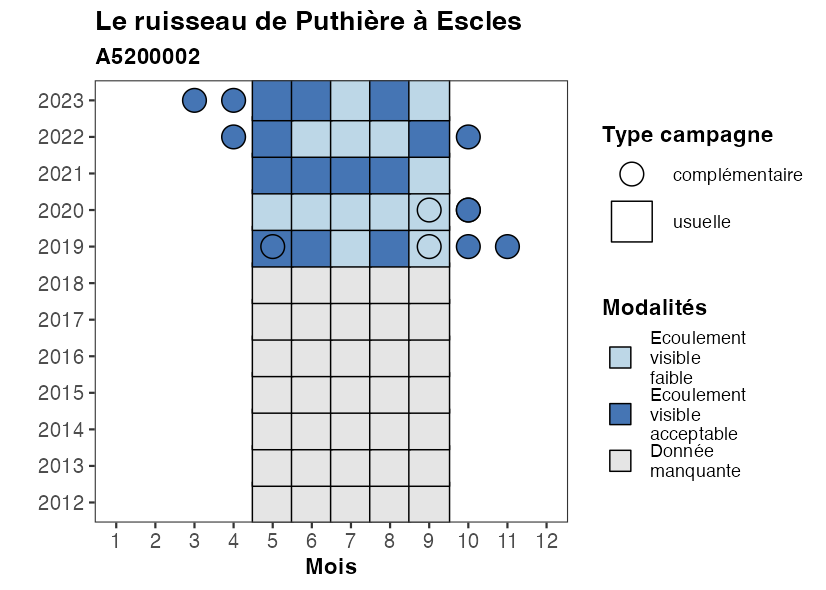 Le ruisseau de Puthière à Escles
A5200002
2023
2022
2021
2020
2019
2018
2017
2016
2015
2014
2013
2012
1 2 3 4 5 6 7 8 9 10 11 12
Mois
Type campagne
complémentaire
usuelle
Modalités
Ecoulement
visible
faible
Ecoulement
visible
acceptable
Donnée
manquante